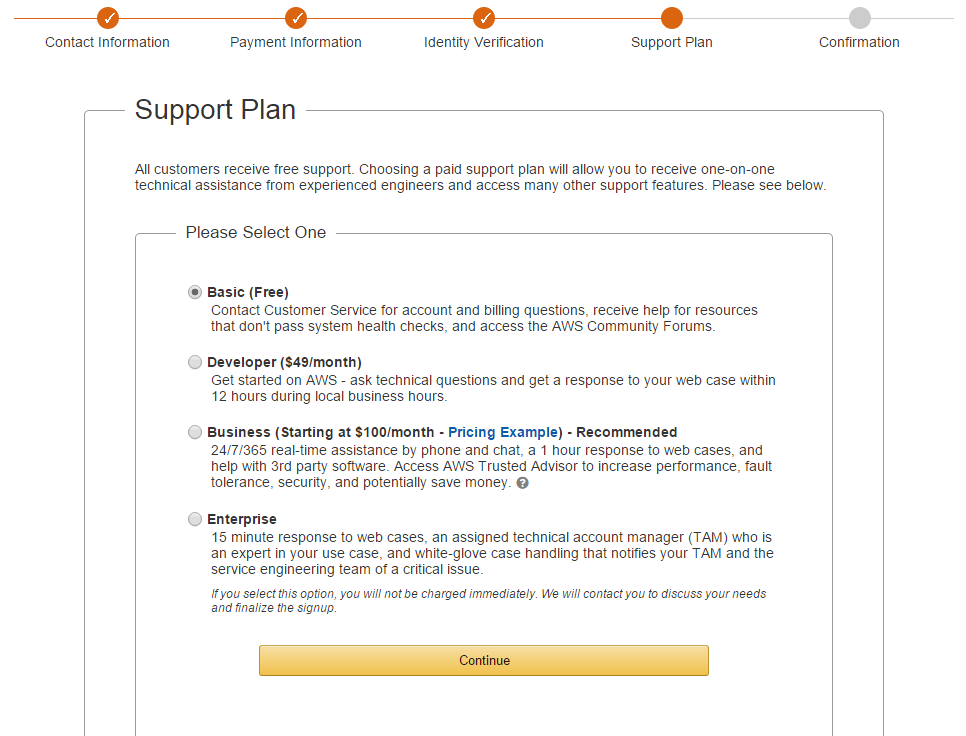 Contact Information
Payment Information
Identity Verification
Support Plan
Confirmation
Support Plan
All customers receive free support. Choosing a paid support plan will allow you to receive one-on-one
technical assistance from experienced engineers and access many other support features. Please see below.
Please Select One
Basic (Free)
Contact Customer Service for account and billing questions, receive help for resources
that don't pass system health checks, and access the AWS Community Forums.
Developer ($49/month)
Get started on AWS - ask technical questions and get a response to your web case within
12 hours during local business hours.
Business (Starting at $100/month - Pricing Example) - Recommended
24/7/365 real-time assistance by phone and chat, a 1 hour response to web cases, and
help with 3rd party software. Access AWS Trusted Advisor to increase performance, fault
tolerance, security, and potentially save money. ?
Enterprise
15 minute response to web cases, an assigned technical account manager (TAM) who is
an expert in your use case, and white-glove case handling that notifies your TAM and the
service engineering team of a critical issue.
If you select this option, you will not be charged immediately. We will contact you to discuss your needs
and finalize the signup.
Continue